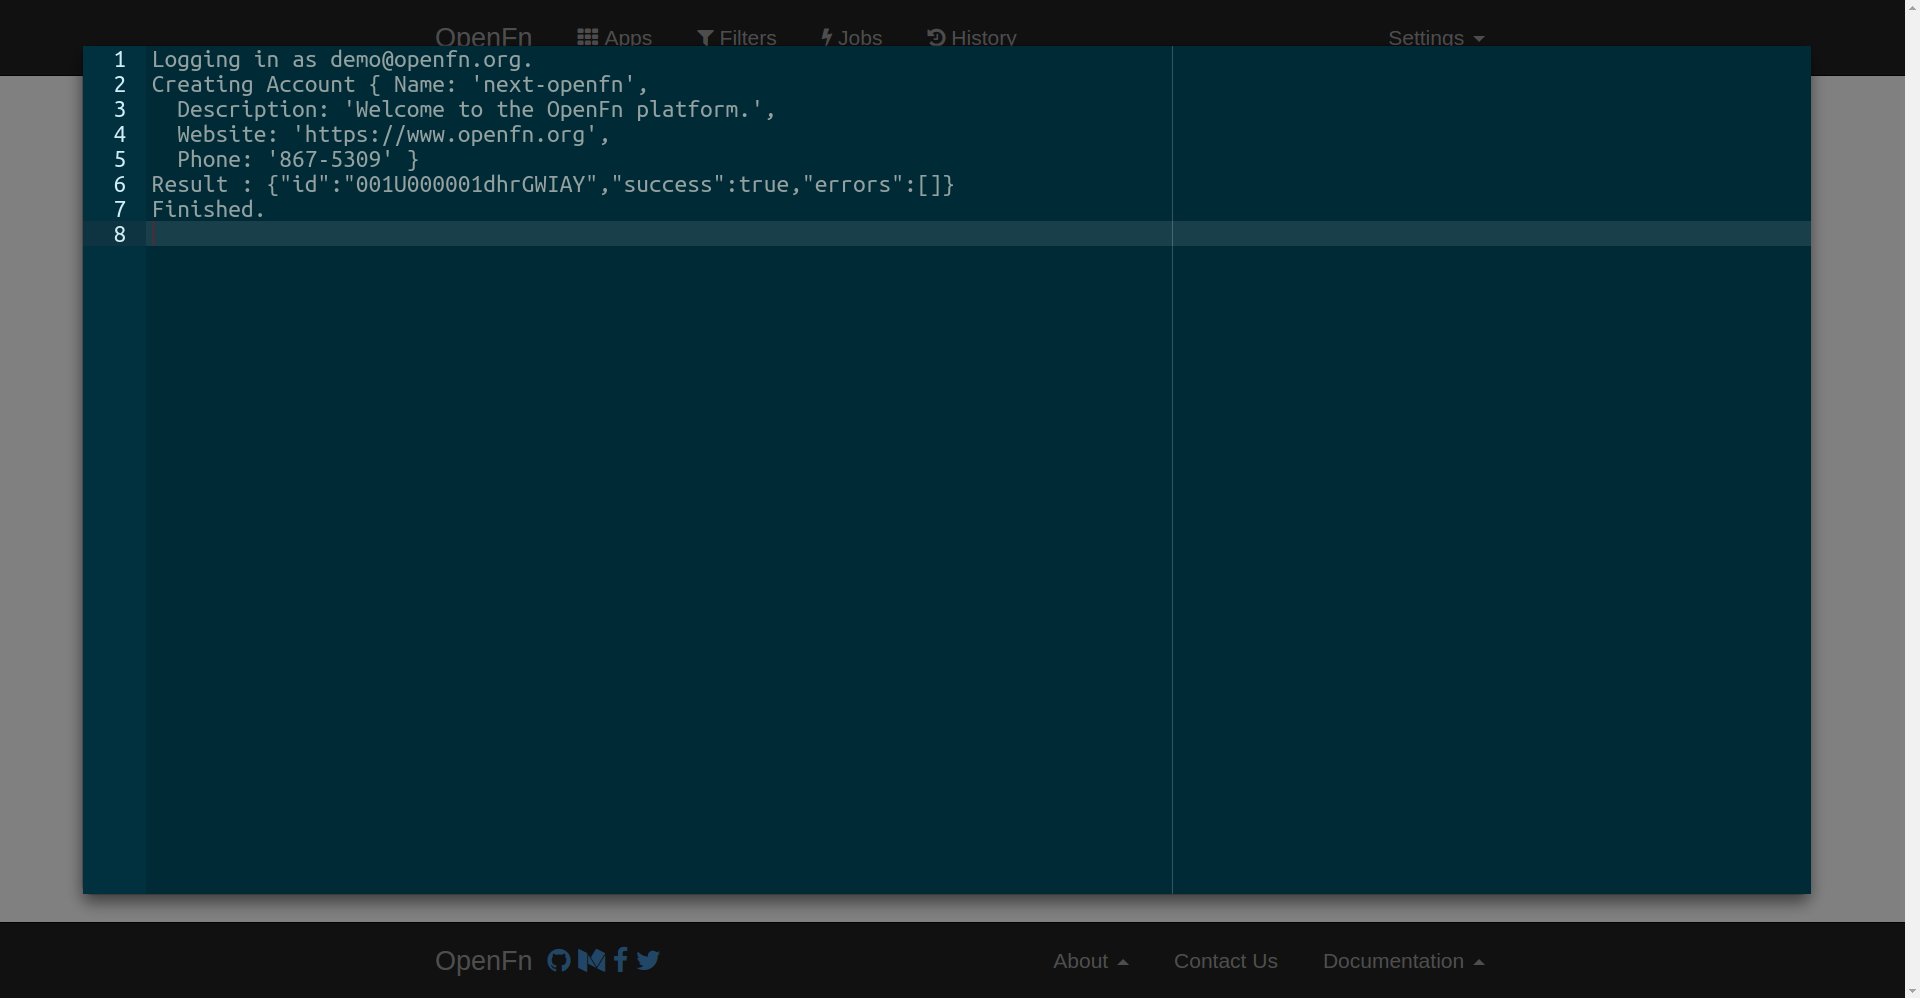 OpenFn Apps Filters Jobs History Settings
1 Logging in as demo@openfn.org.
2 Creating Account { Name: 'next-openfn',
3   Description: 'Welcome to the OpenFn platform.',
4   Website: 'https://www.openfn.org',
5   Phone: '867-5309' }
6 Result : {"id":"001U000001dhrGWIAY","success":true,"errors":[]}
7 Finished.
8
OpenFn About Contact Us Documentation